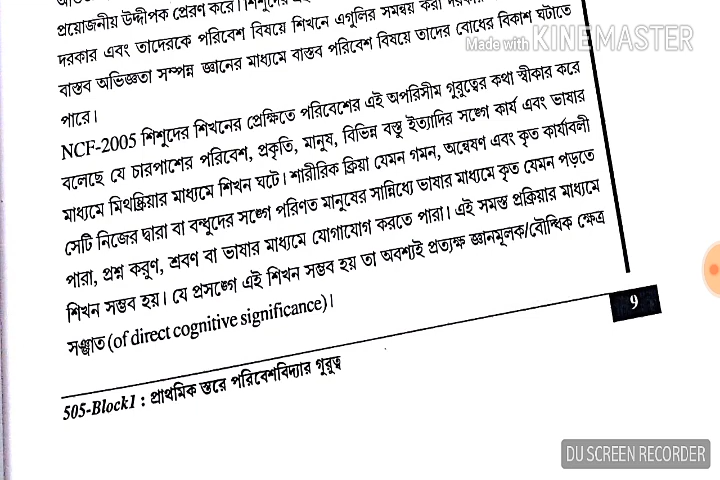 প্রয়োজনীয় উদ্দীপক প্রেরণ করে।
দরকার এবং তাদেরকে পরিবেশ বিষয়ে শিখনে এগুলির সমন্বয় করা
বাস্তব অভিজ্ঞতা সম্পন্ন জ্ঞানের মাধ্যমে বাস্তব পরিবেশ বিষয়ে তাদের বোধের বিকাশ ঘটাতে
পারে।
NCF-2005 শিশুদের শিখনের প্রেক্ষিতে পরিবেশের এই অপরিসীম গুরুত্বের কথা স্বীকার করে
বলেছে যে চারপাশের পরিবেশ, প্রকৃতি, মানুষ, বিভিন্ন বস্তু ইত্যাদির সঙ্গে কার্য এবং ভাষার
মাধ্যমে মিথষ্ক্রিয়ার মাধ্যমে শিখন ঘটে। শারীরিক ক্রিয়া যেমন গমন, অন্বেষণ এবং কৃত কার্যাবলী
সেটি নিজের দ্বারা বা বন্ধুদের সঙ্গে পরিণত মানুষের সান্নিধ্যে ভাষার মাধ্যমে কৃত যেমন পড়তে
পারা, প্রশ্ন করুণ, শ্রবণ বা ভাষার মাধ্যমে যোগাযোগ করতে পারা। এই সমস্ত প্রক্রিয়ার মাধ্যমে
শিখন সম্ভব হয়। যে প্রসঙ্গে এই শিখন সম্ভব হয় তা অবশ্যই প্রত্যক্ষ জ্ঞানমূলক/বৌদ্ধিক ক্ষেত্র
সঞ্জাত (of direct cognitive significance)।
9
505-Block1 : প্রাথমিক স্তরে পরিবেশবিদ্যার গুরুত্ব
Made with KINEMASTER
DU SCREEN RECORDER